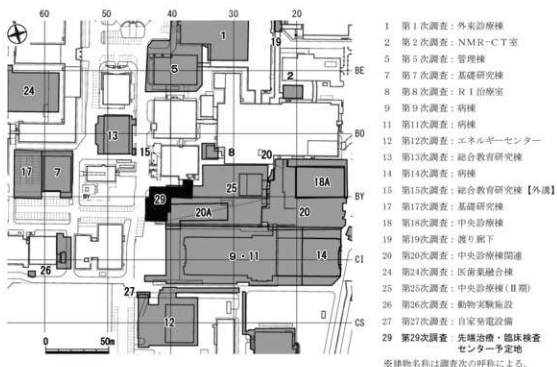 60
50
40
30
20
BE
BO
BY
CI
CS
1
19
5
2
24
13
15
8
20
17
7
25
18A
29
20A
20
9・11
14
26
27
12
0
50m
1 第1次調査：外来診療棟
2 第2次調査：NMR-CT室
5 第5次調査：管理棟
7 第7次調査：基礎研究棟
8 第8次調査：RI治療室
9 第9次調査：病棟
11 第11次調査：病棟
12 第12次調査：エネルギーセンター
13 第13次調査：総合教育研究棟
14 第14次調査：病棟
15 第15次調査：総合教育研究棟【外溝】
17 第17次調査：基礎研究棟
18 第18次調査：中央診療棟
19 第19次調査：渡り廊下
20 第20次調査：中央診療棟関連
24 第24次調査：医歯薬融合棟
25 第25次調査：中央診療棟(Ⅱ期)
26 第26次調査：動物実験施設
27 第27次調査：自家発電設備
29 第29次調査：先端治療・臨床検査
センター予定地
※建物名称は調査次の呼称による。